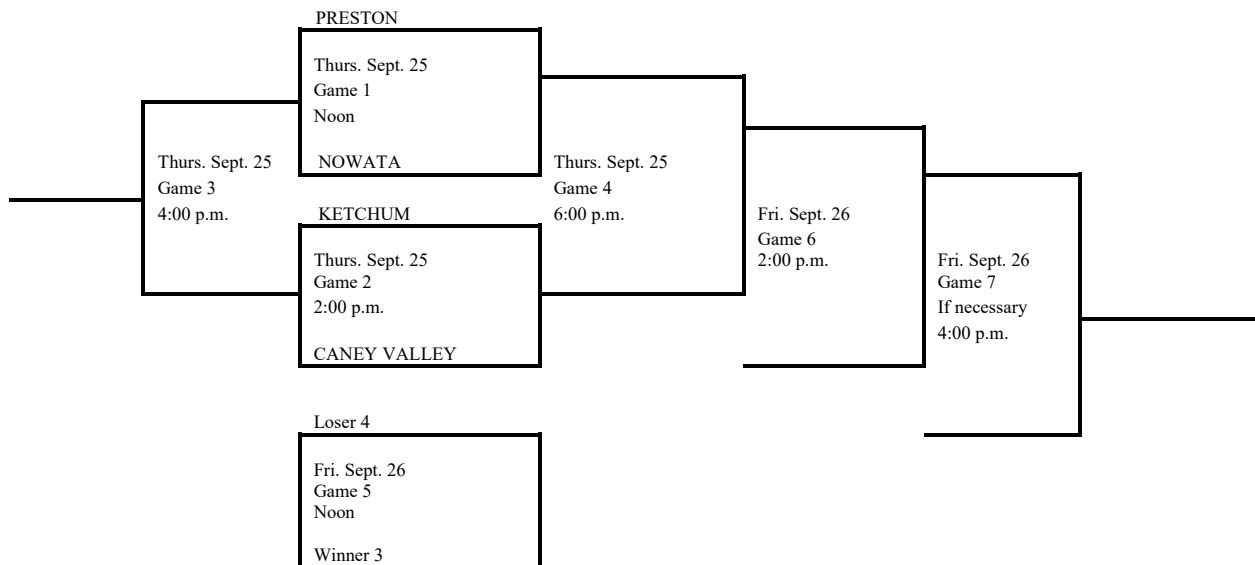 PRESTON
Thurs. Sept. 25
Game 1
Noon
NOWATA
Thurs. Sept. 25
Game 3
4:00 p.m.
Thurs. Sept. 25
Game 4
6:00 p.m.
KETCHUM
Thurs. Sept. 25
Game 2
2:00 p.m.
CANEY VALLEY
Fri. Sept. 26
Game 6
2:00 p.m.
Fri. Sept. 26
Game 7
If necessary
4:00 p.m.
Loser 4
Fri. Sept. 26
Game 5
Noon
Winner 3